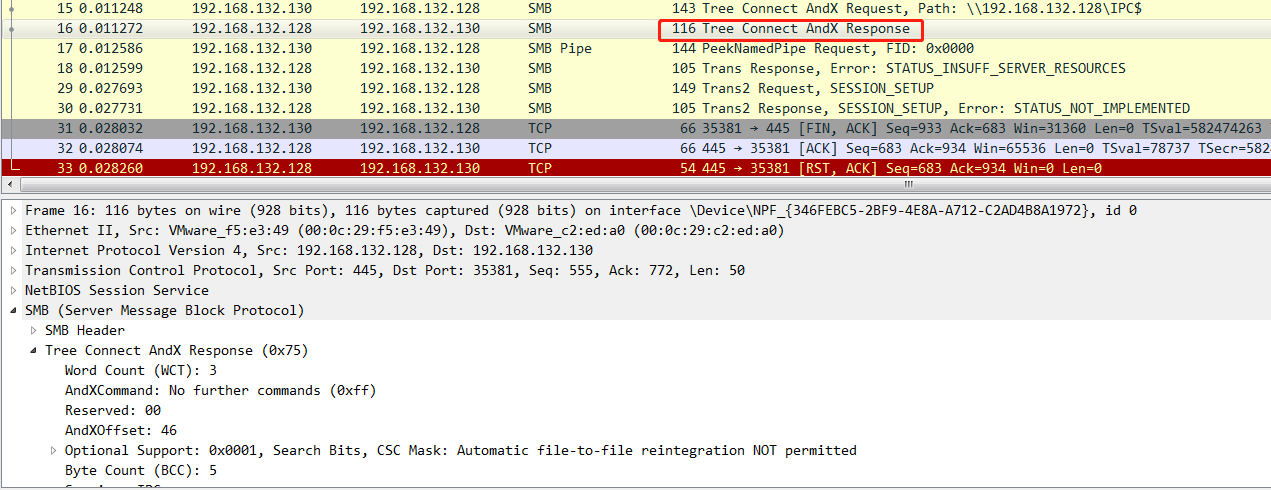 15 0.011248 192.168.132.130 192.168.132.128 SMB 143 Tree Connect AndX Request, Path: \\192.168.132.128\IPC$
16 0.011272 192.168.132.128 192.168.132.130 SMB 116 Tree Connect AndX Response
17 0.012586 192.168.132.130 192.168.132.128 SMB Pipe 144 PeekNamedPipe Request, FID: 0x0000
18 0.012599 192.168.132.128 192.168.132.130 SMB 105 Trans Response, Error: STATUS_INSUFF_SERVER_RESOURCES
29 0.027693 192.168.132.130 192.168.132.128 SMB 149 Trans2 Request, SESSION_SETUP
30 0.027731 192.168.132.128 192.168.132.130 SMB 105 Trans2 Response, SESSION_SETUP, Error: STATUS_NOT_IMPLEMENTED
31 0.028032 192.168.132.130 192.168.132.128 TCP 66 35381 → 445 [FIN, ACK] Seq=933 Ack=683 Win=31360 Len=0 TSval=582474263
32 0.028074 192.168.132.128 192.168.132.130 TCP 66 445 → 35381 [ACK] Seq=683 Ack=934 Win=65536 Len=0 TSval=78737 TSecr=582
33 0.028260 192.168.132.128 192.168.132.130 TCP 54 445 → 35381 [RST, ACK] Seq=683 Ack=934 Win=0 Len=0
Frame 16: 116 bytes on wire (928 bits), 116 bytes captured (928 bits) on interface \Device\NPF_{346FEBC5-2BF9-4E8A-A712-C2AD4B8A1972}, id 0
Ethernet II, Src: VMware_f5:e3:49 (00:0c:29:f5:e3:49), Dst: VMware_c2:ed:a0 (00:0c:29:c2:ed:a0)
Internet Protocol Version 4, Src: 192.168.132.128, Dst: 192.168.132.130
Transmission Control Protocol, Src Port: 445, Dst Port: 35381, Seq: 555, Ack: 772, Len: 50
NetBIOS Session Service
SMB (Server Message Block Protocol)
SMB Header
Tree Connect AndX Response (0x75)
Word Count (WCT): 3
AndXCommand: No further commands (0xff)
Reserved: 00
AndXOffset: 46
Optional Support: 0x0001, Search Bits, CSC Mask: Automatic file-to-file reintegration NOT permitted
Byte Count (BCC): 5